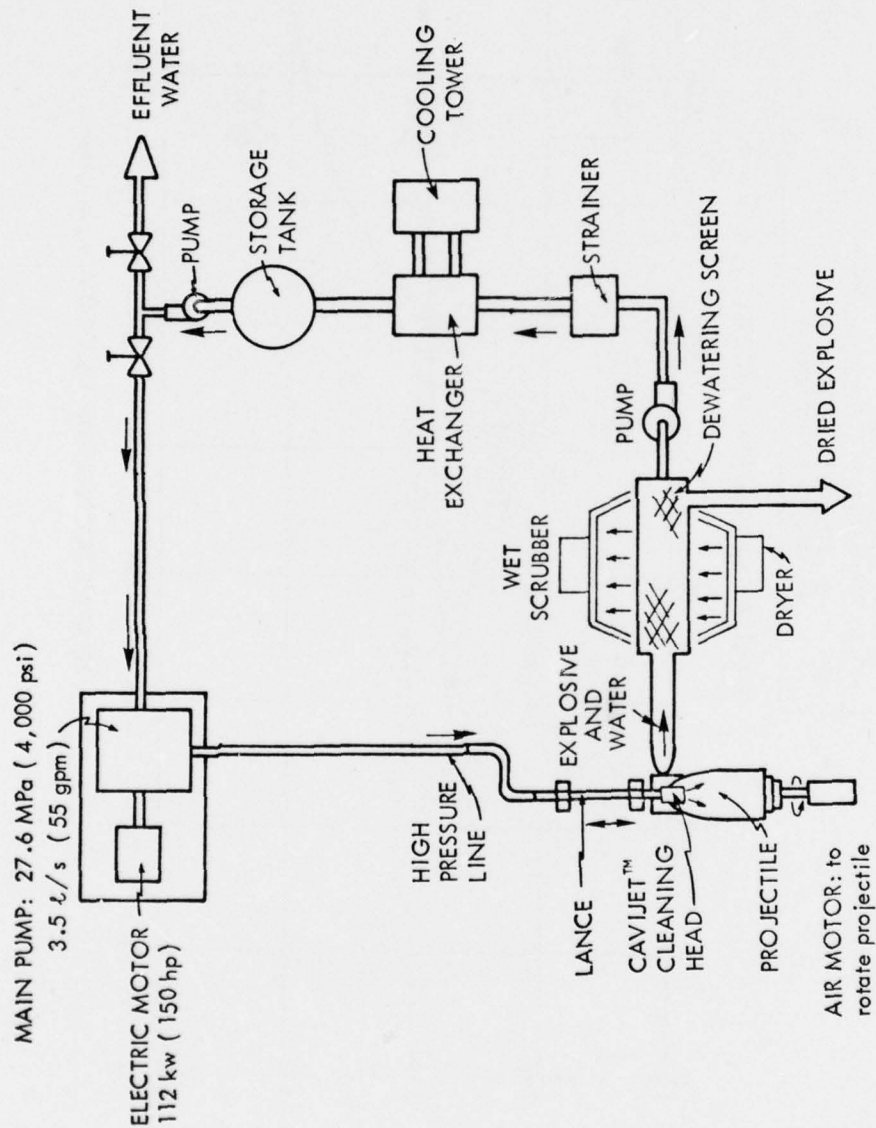 MAIN PUMP: 27.6 MPa ( 4,000 psi)
3.5 ℓ/s ( 55 gpm)
ELECTRIC MOTOR
112 kw ( 150 hp)
EFFLUENT
WATER
PUMP
STORAGE
TANK
COOLING
TOWER
HEAT
EXCHANGER
STRAINER
HIGH
PRESSURE
LINE
PUMP
DEWATERING SCREEN
WET
SCRUBBER
EXPLOSIVE
AND
WATER
LANCE
CAVIJET™
CLEANING
HEAD
PROJECTILE
DRYER
DRIED EXPLOSIVE
AIR MOTOR: to
rotate projectile